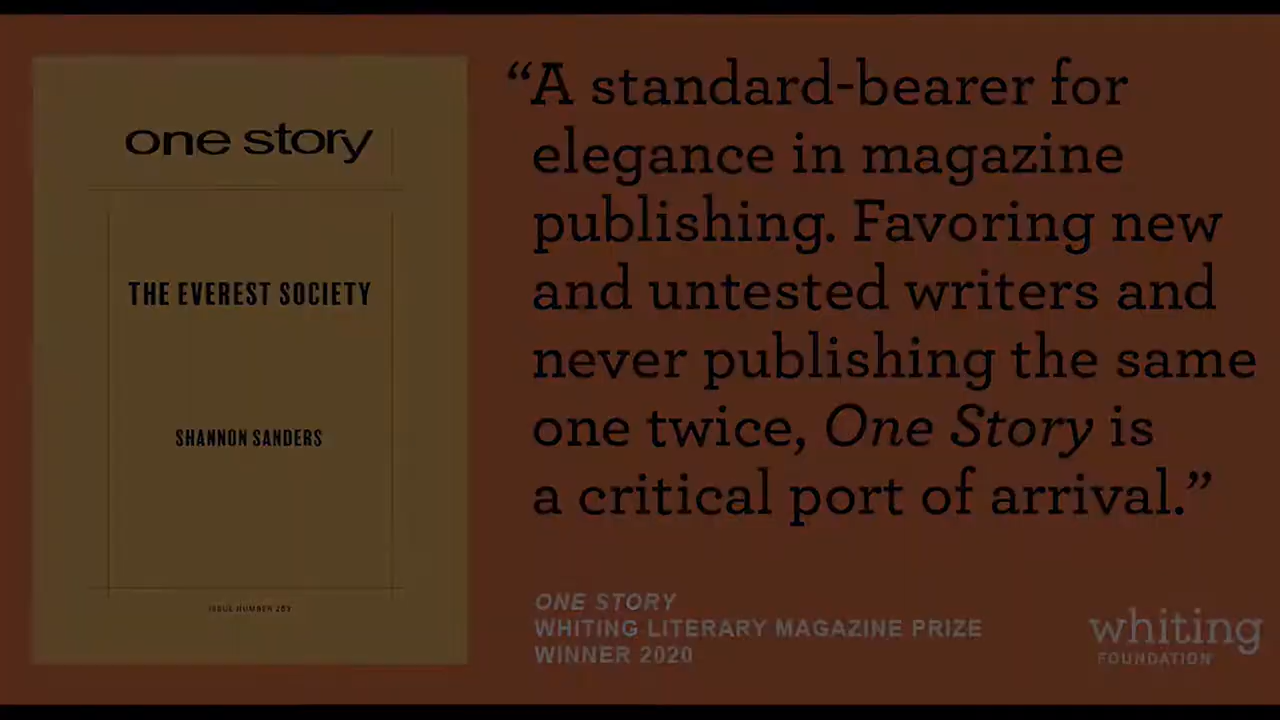 one story
THE EVEREST SOCIETY
SHANNON SANDERS
ISSUE NUMBER
“A standard-bearer for
elegance in magazine
publishing. Favoring new
and untested writers and
never publishing the same
one twice, One Story is
a critical port of arrival.”
ONE STORY
WHITING LITERARY MAGAZINE PRIZE
WINNER 2020
whiting
FOUNDATION